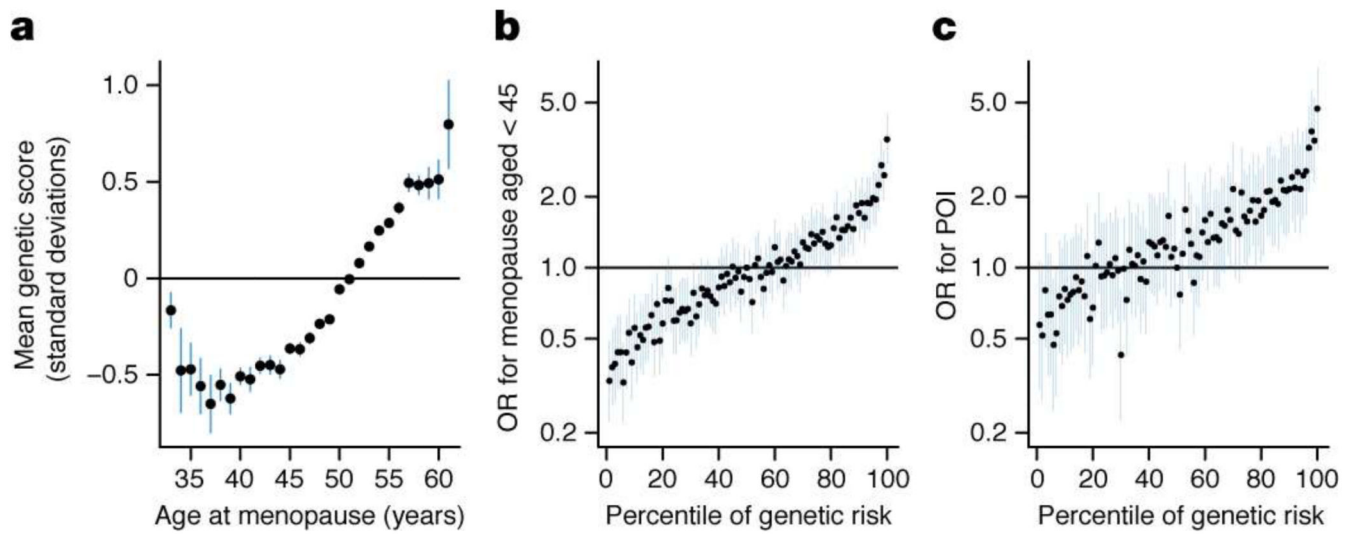 a
Mean genetic score
(standard deviations)
1.0
0.5
0
−0.5
35 40 45 50 55 60
Age at menopause (years)
b
OR for menopause aged < 45
5.0
2.0
1.0
0.5
0.2
0 20 40 60 80 100
Percentile of genetic risk
c
OR for POI
5.0
2.0
1.0
0.5
0.2
0 20 40 60 80 100
Percentile of genetic risk